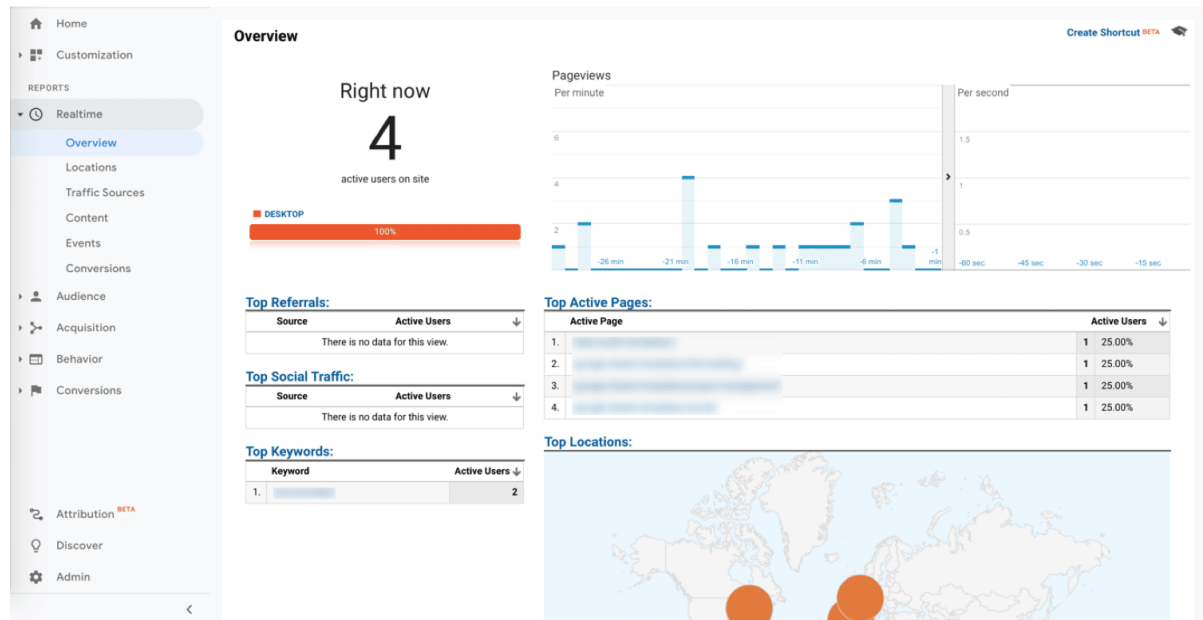 Home
Customization
REPORTS
Realtime
Overview
Locations
Traffic Sources
Content
Events
Conversions
Audience
Acquisition
Behavior
Conversions
Attribution BETA
Discover
Admin
Overview
Create Shortcut BETA
Right now
4
active users on site
DESKTOP
100%
Pageviews
Per minute
6
4
2
-26 min
-21 min
-16 min
-11 min
-6 min
-1
min
Per second
1.5
1
0.5
-60 sec
-45 sec
-30 sec
-15 sec
Top Referrals:
Source Active Users
There is no data for this view.
Top Social Traffic:
Source Active Users
There is no data for this view.
Top Keywords:
Keyword Active Users
1. 2
Top Active Pages:
Active Page Active Users
1. 1 25.00%
2. 1 25.00%
3. 1 25.00%
4. 1 25.00%
Top Locations: